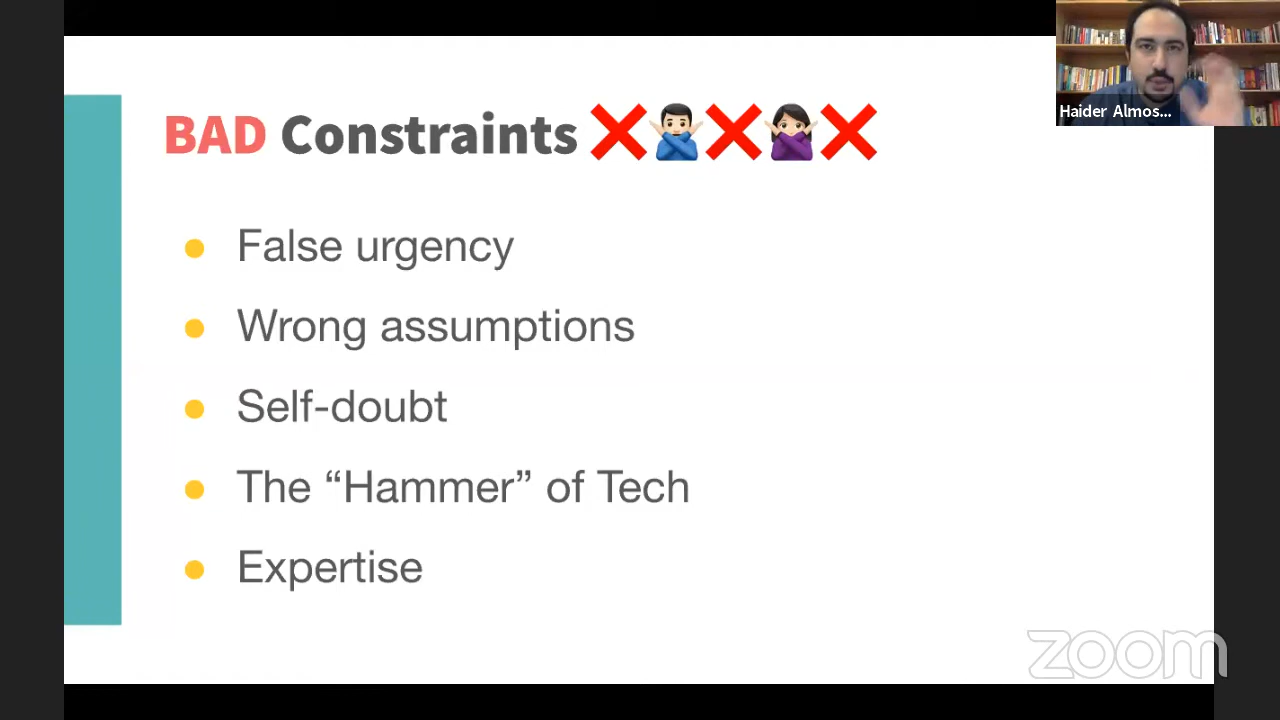 Haider Almos...
BAD Constraints ❌🙅🏻‍♂️❌🙅🏻‍♀️❌
● False urgency
● Wrong assumptions
● Self-doubt
● The “Hammer” of Tech
● Expertise
zoom